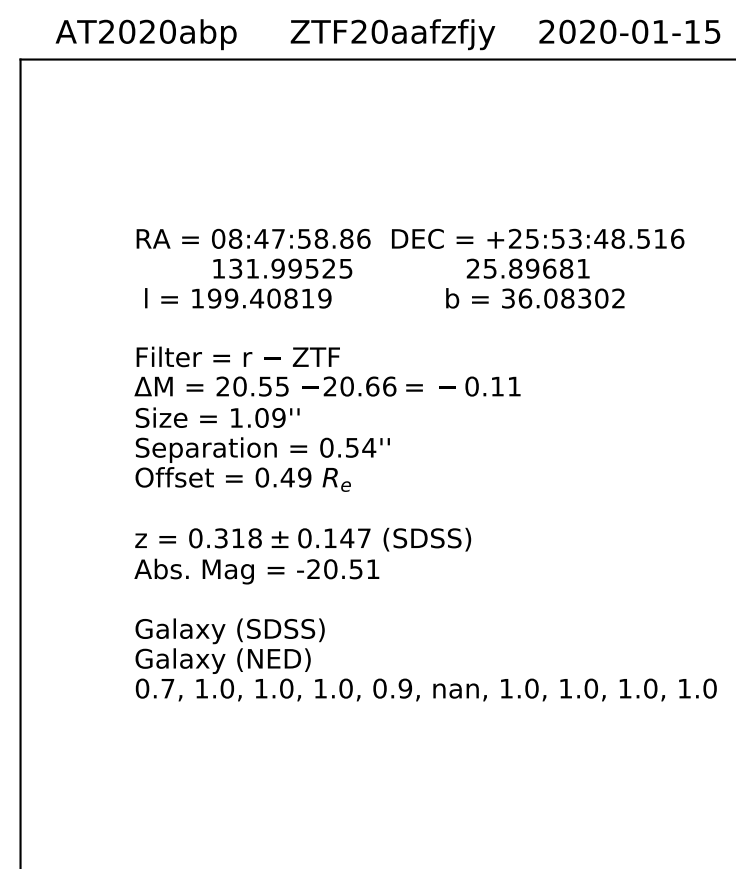 AT2020abp ZTF20aafzfjy 2020-01-15
RA = 08:47:58.86 DEC = +25:53:48.516
131.99525 25.89681
l = 199.40819 b = 36.08302
Filter = r − ZTF
ΔM = 20.55 −20.66 = −0.11
Size = 1.09''
Separation = 0.54''
Offset = 0.49 Rₑ
z = 0.318 ± 0.147 (SDSS)
Abs. Mag = -20.51
Galaxy (SDSS)
Galaxy (NED)
0.7, 1.0, 1.0, 1.0, 0.9, nan, 1.0, 1.0, 1.0, 1.0